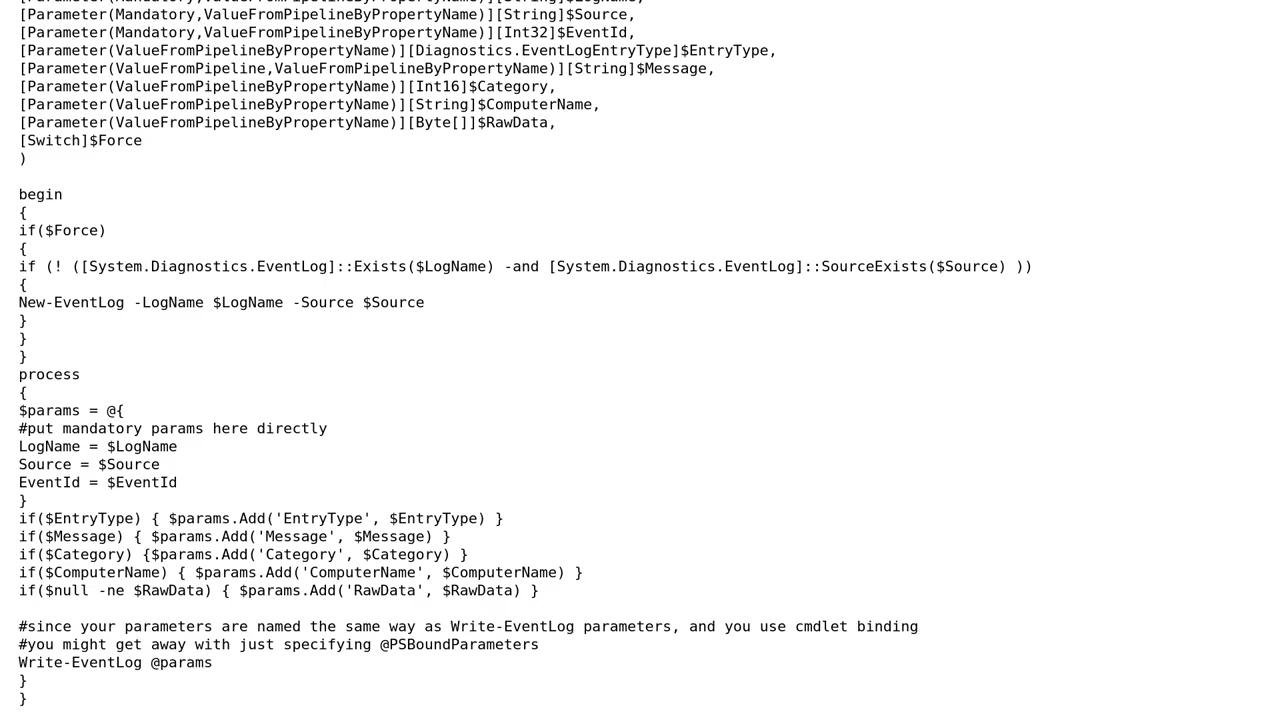 [Parameter(Mandatory,ValueFromPipelineByPropertyName)][String]$LogName,
[Parameter(Mandatory,ValueFromPipelineByPropertyName)][String]$Source,
[Parameter(Mandatory,ValueFromPipelineByPropertyName)][Int32]$EventId,
[Parameter(ValueFromPipelineByPropertyName)][Diagnostics.EventLogEntryType]$EntryType,
[Parameter(ValueFromPipeline,ValueFromPipelineByPropertyName)][String]$Message,
[Parameter(ValueFromPipelineByPropertyName)][Int16]$Category,
[Parameter(ValueFromPipelineByPropertyName)][String]$ComputerName,
[Parameter(ValueFromPipelineByPropertyName)][Byte[]]$RawData,
[Switch]$Force
)
begin
{
if($Force)
{
if (! ([System.Diagnostics.EventLog]::Exists($LogName) -and [System.Diagnostics.EventLog]::SourceExists($Source) ))
{
New-EventLog -LogName $LogName -Source $Source
}
}
}
process
{
$params = @{
#put mandatory params here directly
LogName = $LogName
Source = $Source
EventId = $EventId
}
if($EntryType) { $params.Add('EntryType', $EntryType) }
if($Message) { $params.Add('Message', $Message) }
if($Category) {$params.Add('Category', $Category) }
if($ComputerName) { $params.Add('ComputerName', $ComputerName) }
if($null -ne $RawData) { $params.Add('RawData', $RawData) }
#since your parameters are named the same way as Write-EventLog parameters, and you use cmdlet binding
#you might get away with just specifying @PSBoundParameters
Write-EventLog @params
}
}